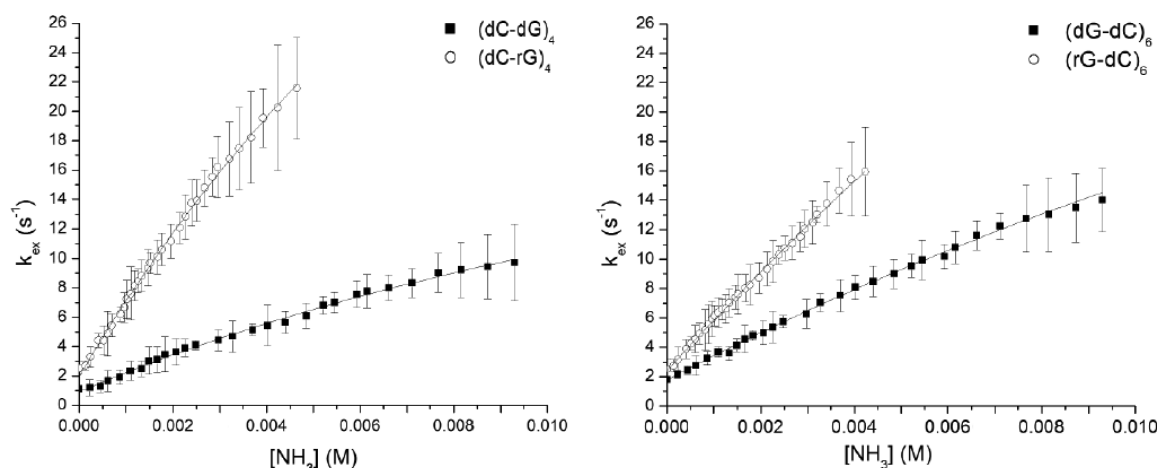 26
24
22
20
18
16
14
12
10
8
6
4
2
0
k_ex (s⁻¹)
(dC-dG)₄
(dC-rG)₄
0.000 0.002 0.004 0.006 0.008 0.010
[NH₃] (M)
26
24
22
20
18
16
14
12
10
8
6
4
2
0
k_ex (s⁻¹)
(dG-dC)₆
(rG-dC)₆
0.000 0.002 0.004 0.006 0.008 0.010
[NH₃] (M)